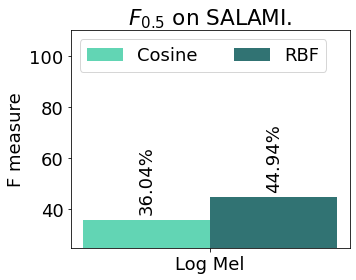 F0.5 on SALAMI.
Cosine RBF
F measure
100
80
60
40
36.04%
44.94%
Log Mel